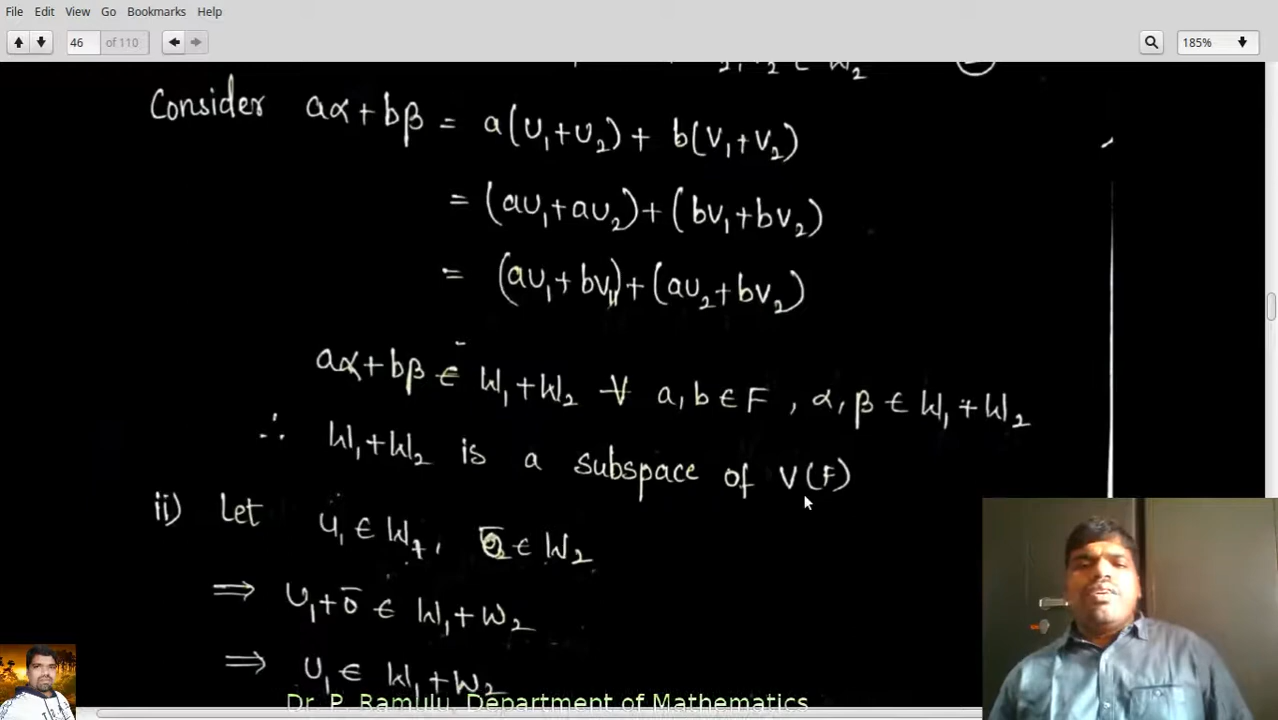 File Edit View Go Bookmarks Help
46 of 110 185%
Consider aα + bβ = a(u₁+u₂) + b(v₁+v₂)
= (au₁+au₂)+(bv₁+bv₂)
= (au₁+bv₁)+(au₂+bv₂)
aα+bβ ∈ W₁+W₂ ∀ a,b ∈ F , α,β ∈ W₁+W₂
∴ W₁+W₂ is a subspace of V(F)
ii) Let u₁ ∈ W₁, ō₂ ∈ W₂
⟹ u₁+ō ∈ W₁+W₂
⟹ u₁ ∈ W₁+W₂
Dr. P. Ramulu, Department of Mathematics